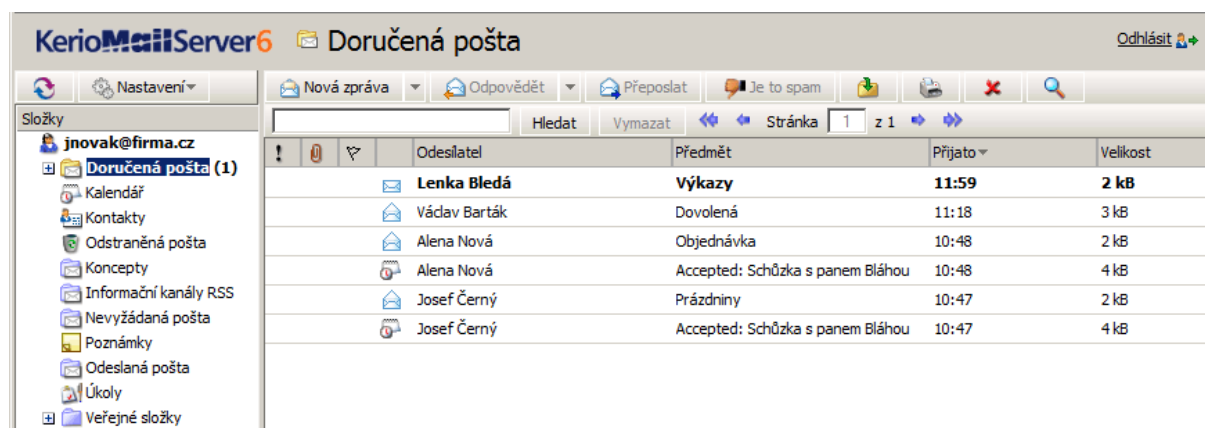 KerioMailServer6 Doručená pošta Odhlásit
Nastavení Nová zpráva Odpovědět Přeposlat Je to spam
Složky Hledat Vymazat Stránka 1 z 1
jnovak@firma.cz
Doručená pošta (1)
Kalendář
Kontakty
Odstraněná pošta
Koncepty
Informační kanály RSS
Nevyžádaná pošta
Poznámky
Odeslaná pošta
Úkoly
Veřejné složky
! Odesílatel Předmět Přijato Velikost
Lenka Bledá Výkazy 11:59 2 kB
Václav Barták Dovolená 11:18 3 kB
Alena Nová Objednávka 10:48 2 kB
Alena Nová Accepted: Schůzka s panem Bláhou 10:48 4 kB
Josef Černý Prázdniny 10:47 2 kB
Josef Černý Accepted: Schůzka s panem Bláhou 10:47 4 kB